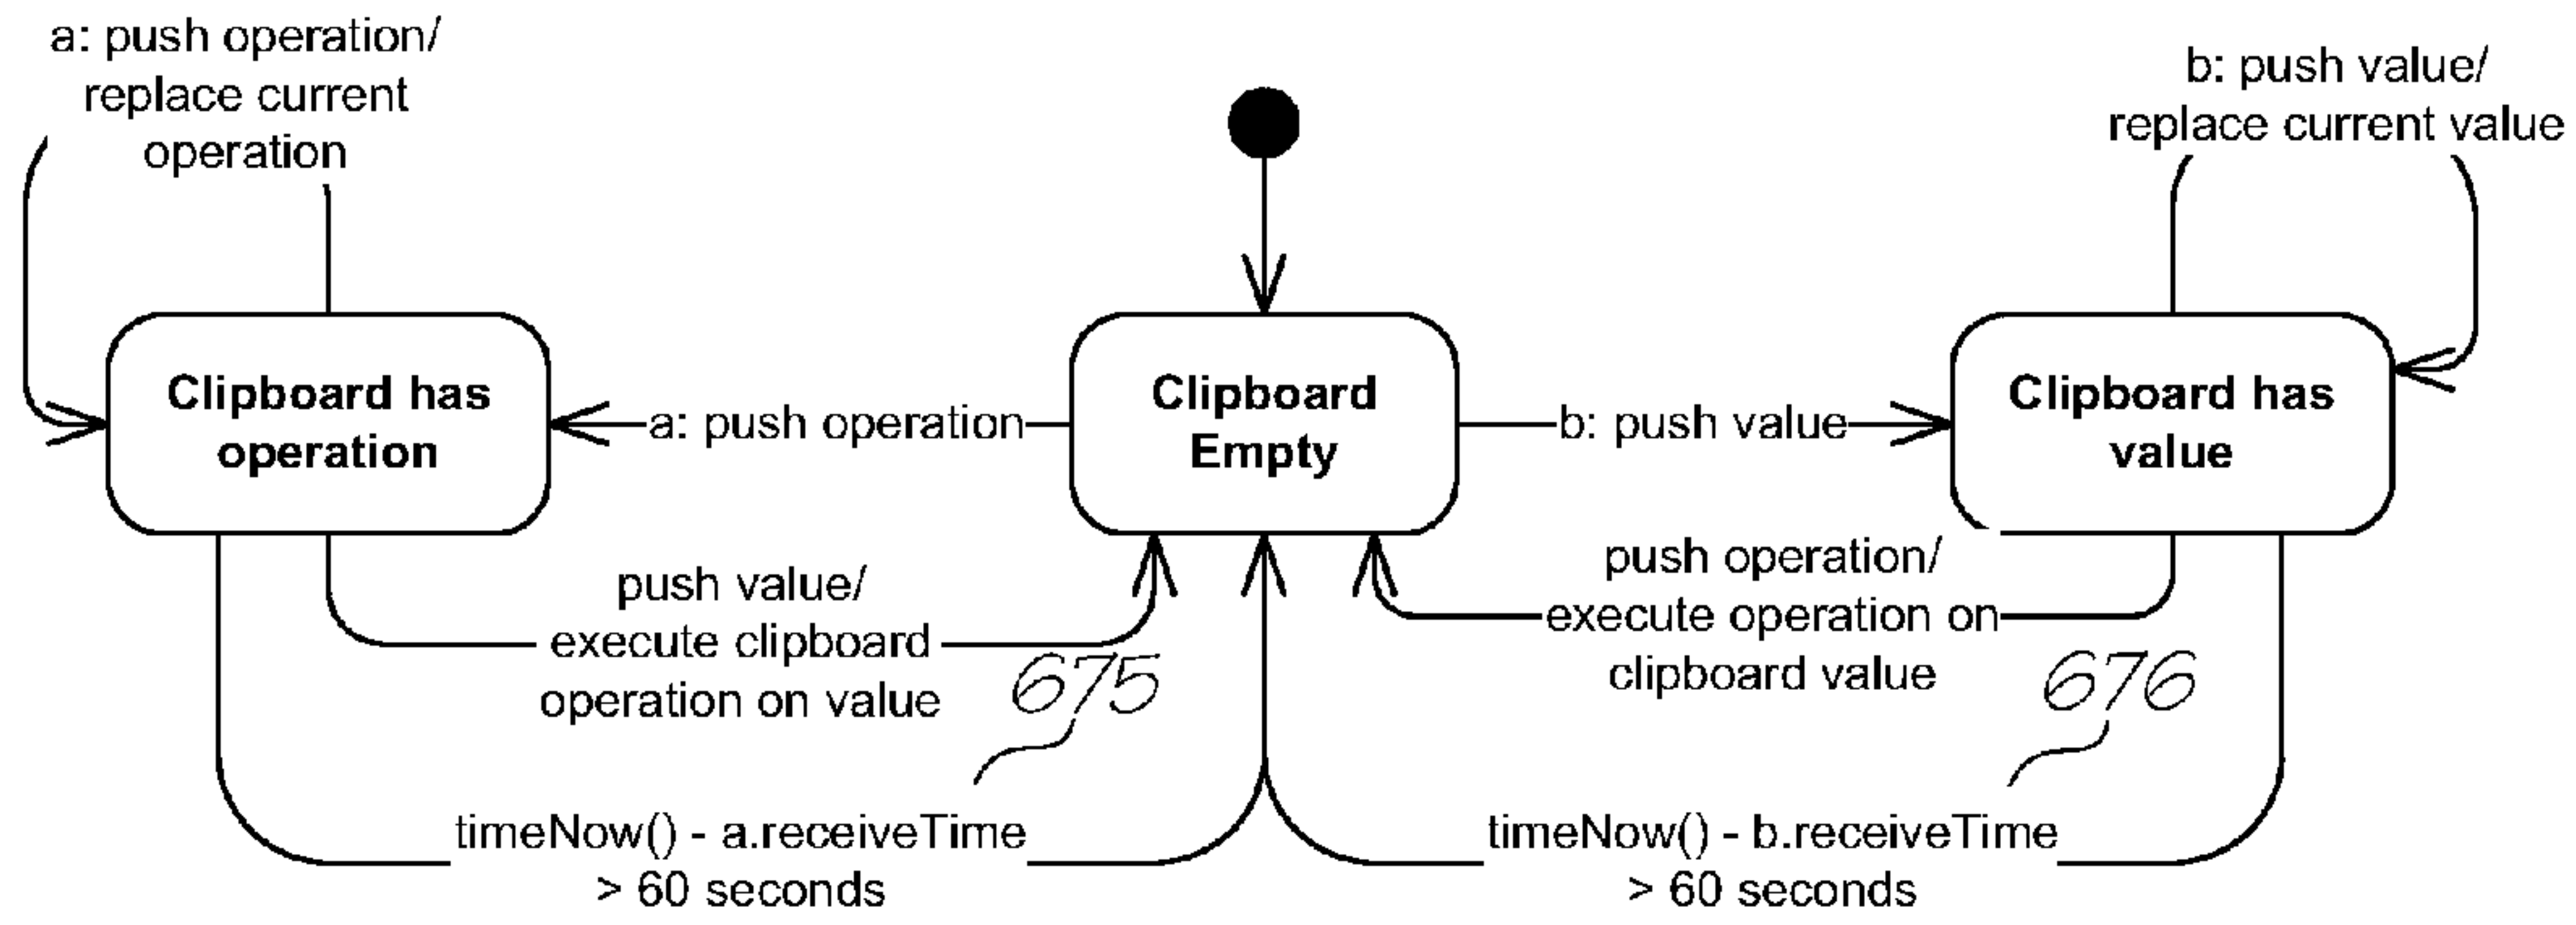 a: push operation/
replace current
operation
b: push value/
replace current value
Clipboard has
operation
a: push operation
Clipboard
Empty
b: push value
Clipboard has
value
push value/
execute clipboard
operation on value
675
push operation/
execute operation on
clipboard value
676
timeNow() - a.receiveTime
> 60 seconds
timeNow() - b.receiveTime
> 60 seconds